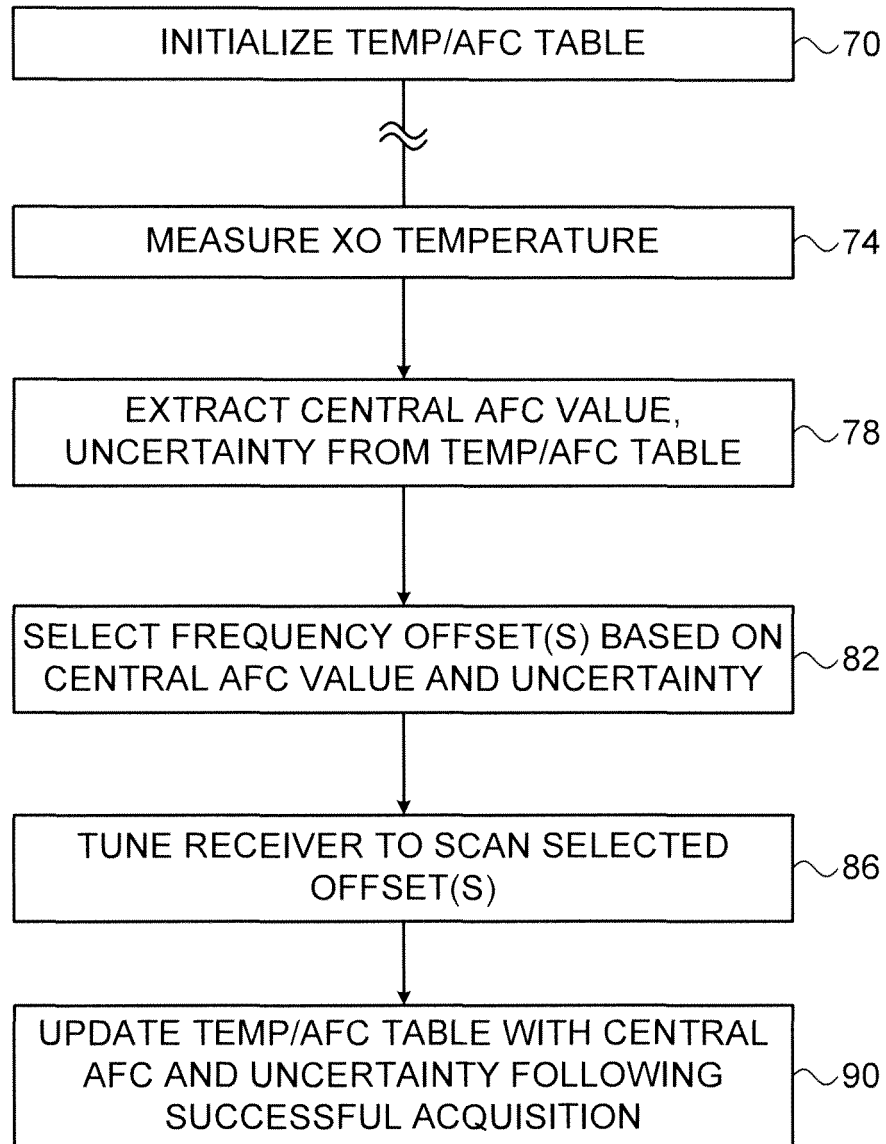 INITIALIZE TEMP/AFC TABLE
70
MEASURE XO TEMPERATURE
74
EXTRACT CENTRAL AFC VALUE,
UNCERTAINTY FROM TEMP/AFC TABLE
78
SELECT FREQUENCY OFFSET(S) BASED ON
CENTRAL AFC VALUE AND UNCERTAINTY
82
TUNE RECEIVER TO SCAN SELECTED
OFFSET(S)
86
UPDATE TEMP/AFC TABLE WITH CENTRAL
AFC AND UNCERTAINTY FOLLOWING
SUCCESSFUL ACQUISITION
90